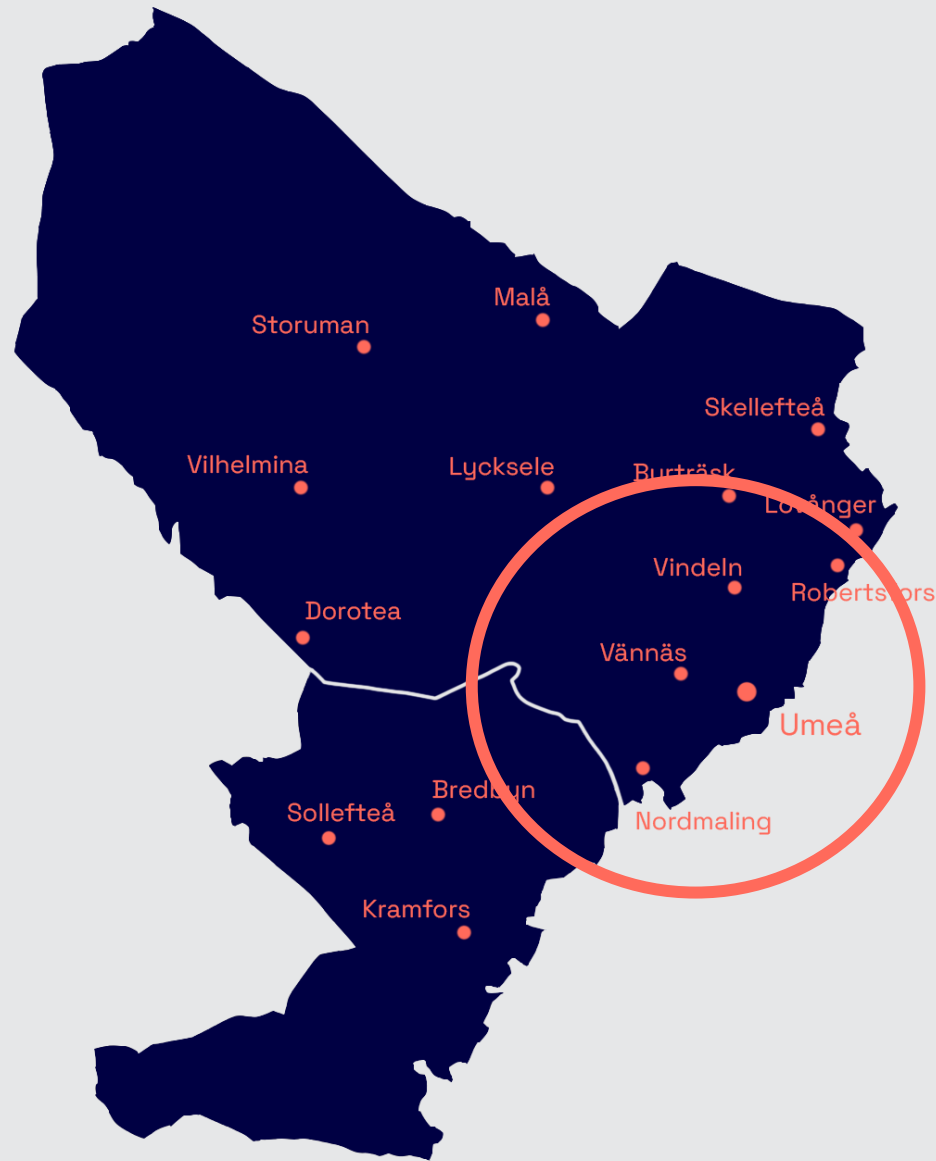 Malå
Storuman
Skellefteå
Vilhelmina
Lycksele
Burträsk
Lövånger
Vindeln
Robertsfors
Dorotea
Vännäs
Umeå
Bredbyn
Sollefteå
Nordmaling
Kramfors